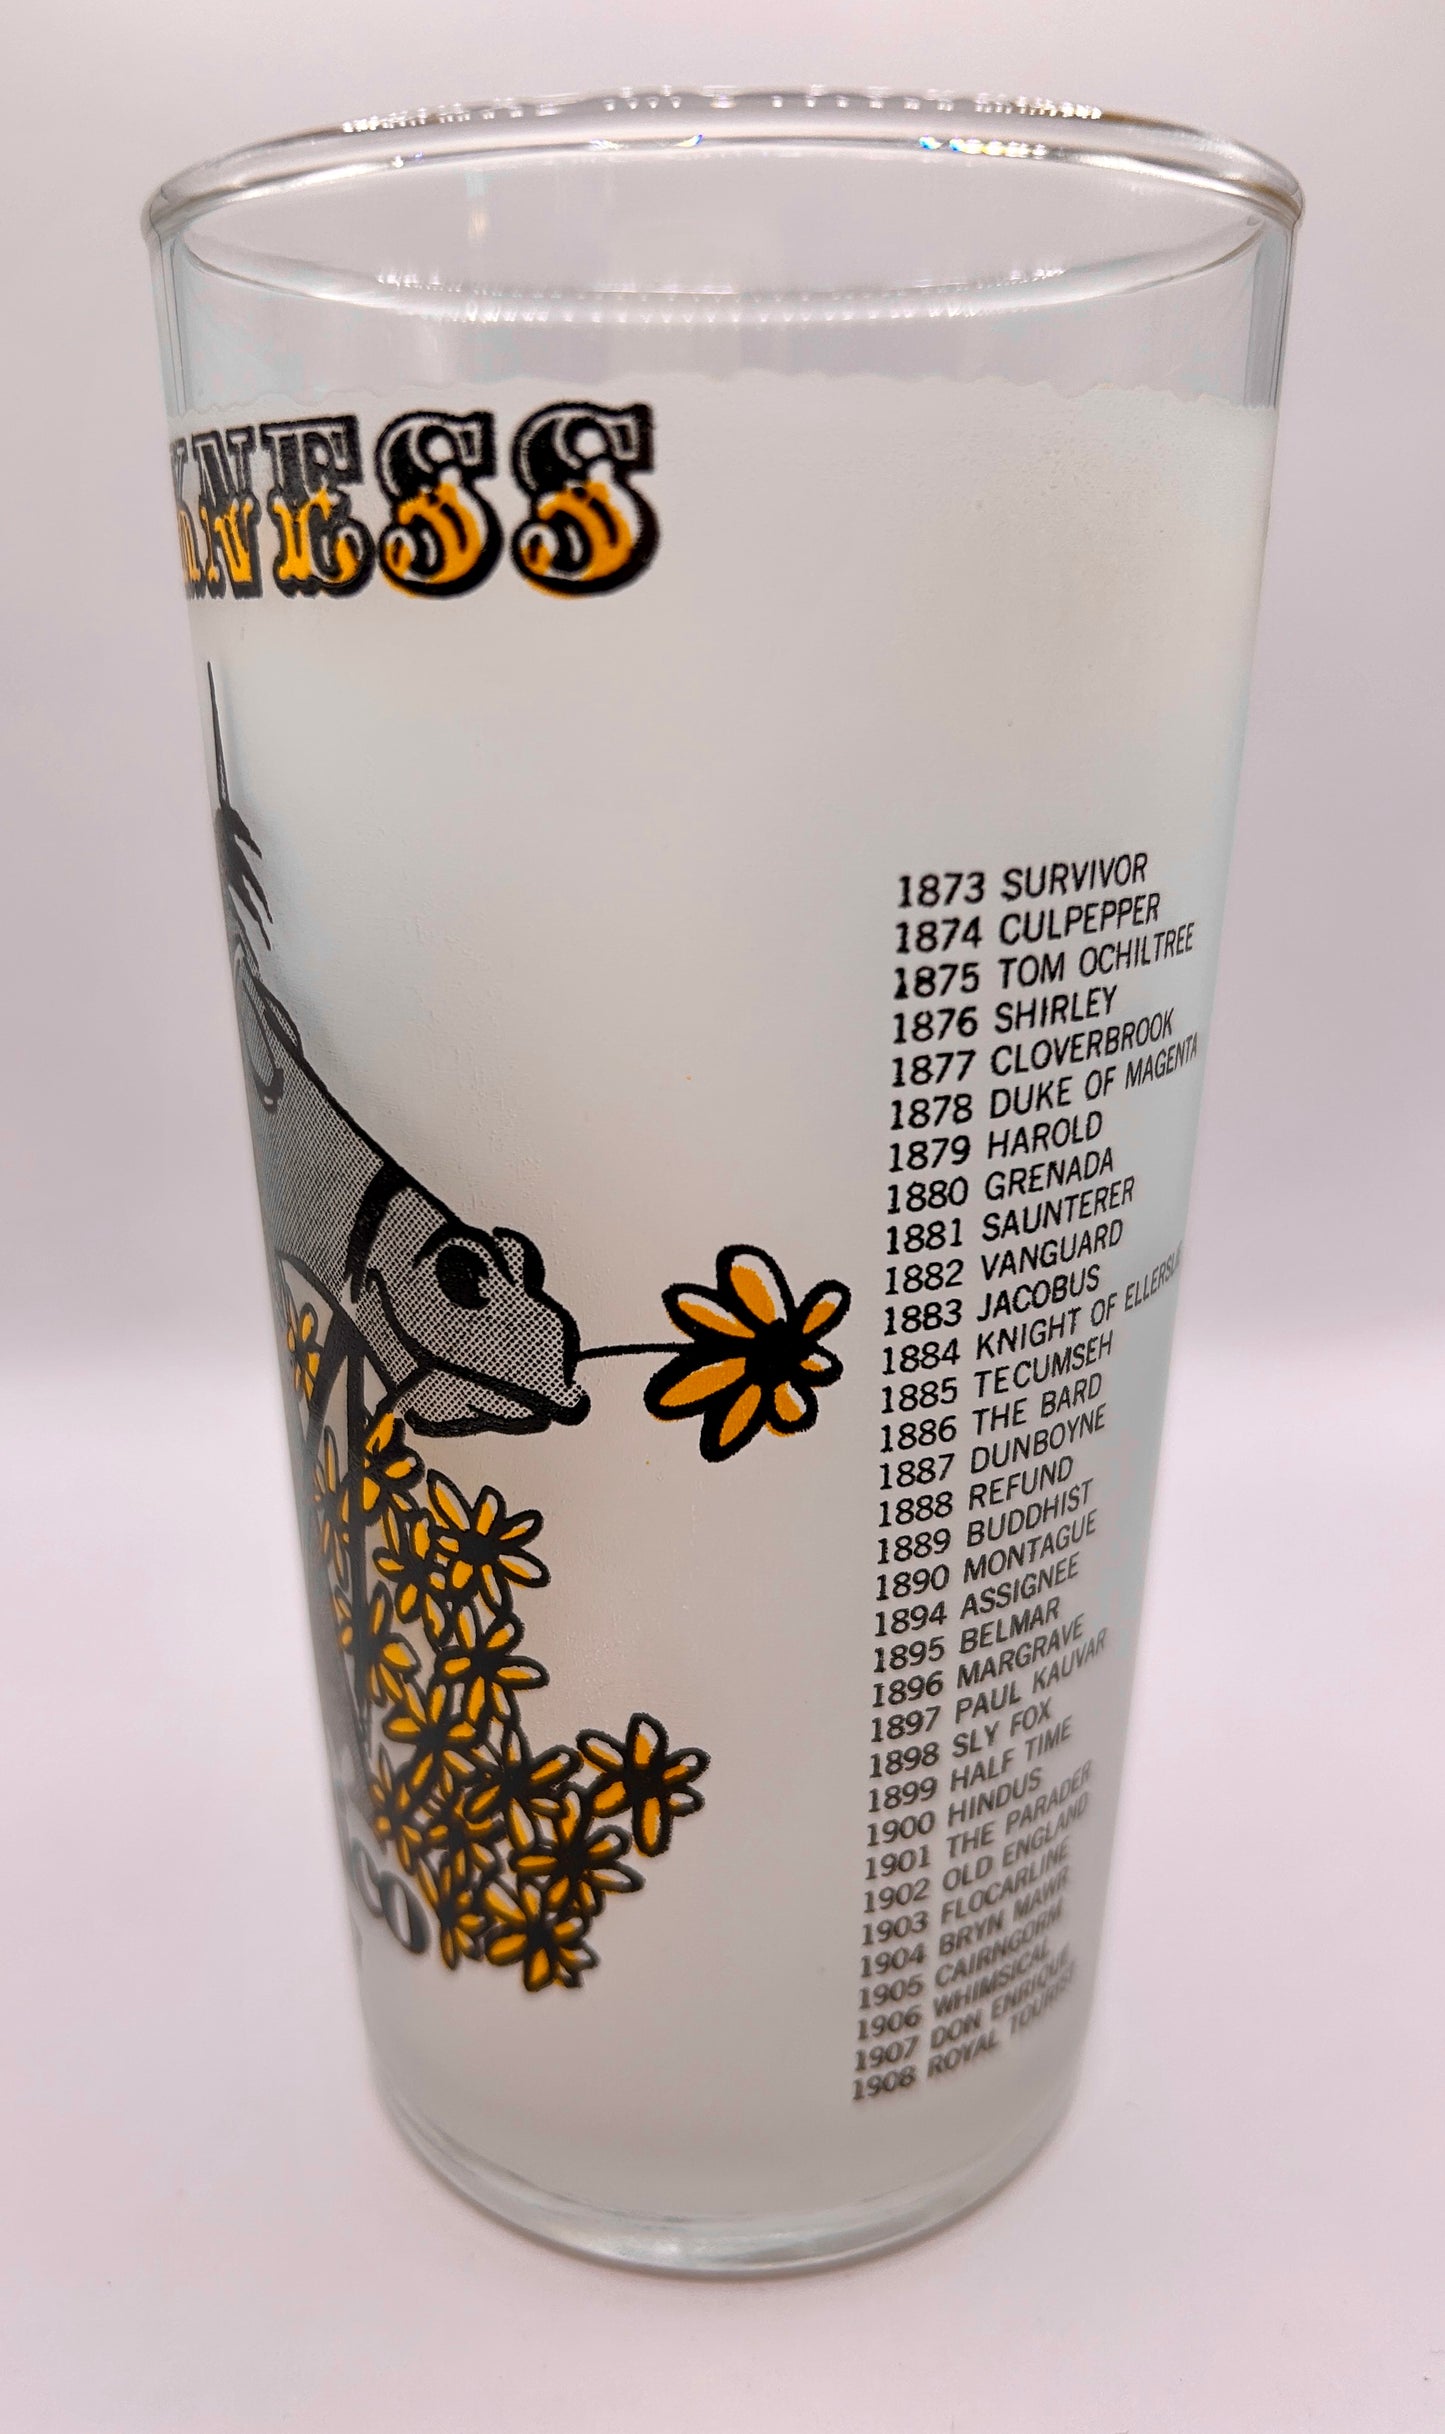 KNESS
1873 SURVIVOR
1874 CULPEPPER
1875 TOM OCHILTREE
1876 SHIRLEY
1877 CLOVERBROOK
1878 DUKE OF MAGENTA
1879 HAROLD
1880 GRENADA
1881 SAUNTERER
1882 VANGUARD
1883 JACOBUS
1884 KNIGHT OF
1885 TECUMSEH
1886 THE BARD
1887 DUNBOYNE
1888 REFUND
1889 BUDDHIST
1890 MONTAGUE
1894 ASSIGNEE
1895 BELMAR
1896 MARGRAVE
1897 PAUL KAUVAR
1898 SLY FOX
1899 HALF TIME
1900 HINDUS
1901 THE PARADER
1902 OLD ENGLAND
1903 FLOCARLINE
1904 BRYN MAWR
1905 CAIRNGORM
1906 WHIMSICAL
1907 DON ENRIQUE
1908 ROYAL
co